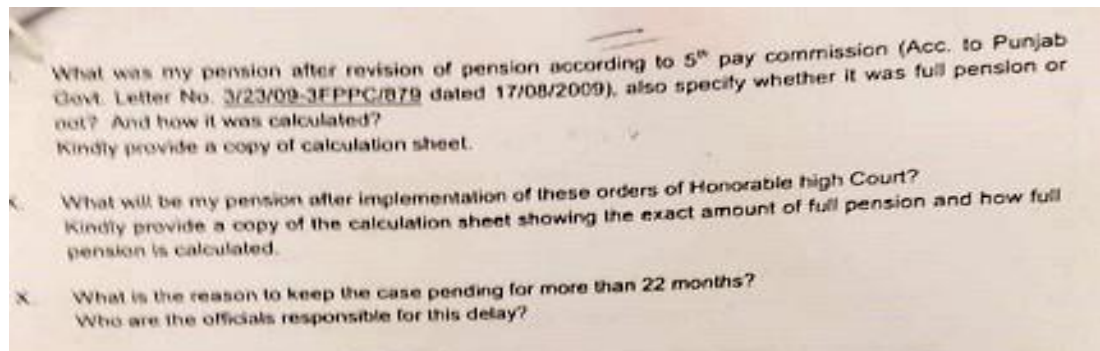 What was my pension after revision of pension according to 5th pay commission (Acc. to Punjab
Govt. Letter No. 3/23/09-3FPPC/879 dated 17/08/2009), also specify whether it was full pension or
not? And how it was calculated?
Kindly provide a copy of calculation sheet.
What will be my pension after implementation of these orders of Honorable high Court?
Kindly provide a copy of the calculation sheet showing the exact amount of full pension and how full
pension is calculated.
x. What is the reason to keep the case pending for more than 22 months?
Who are the officials responsible for this delay?